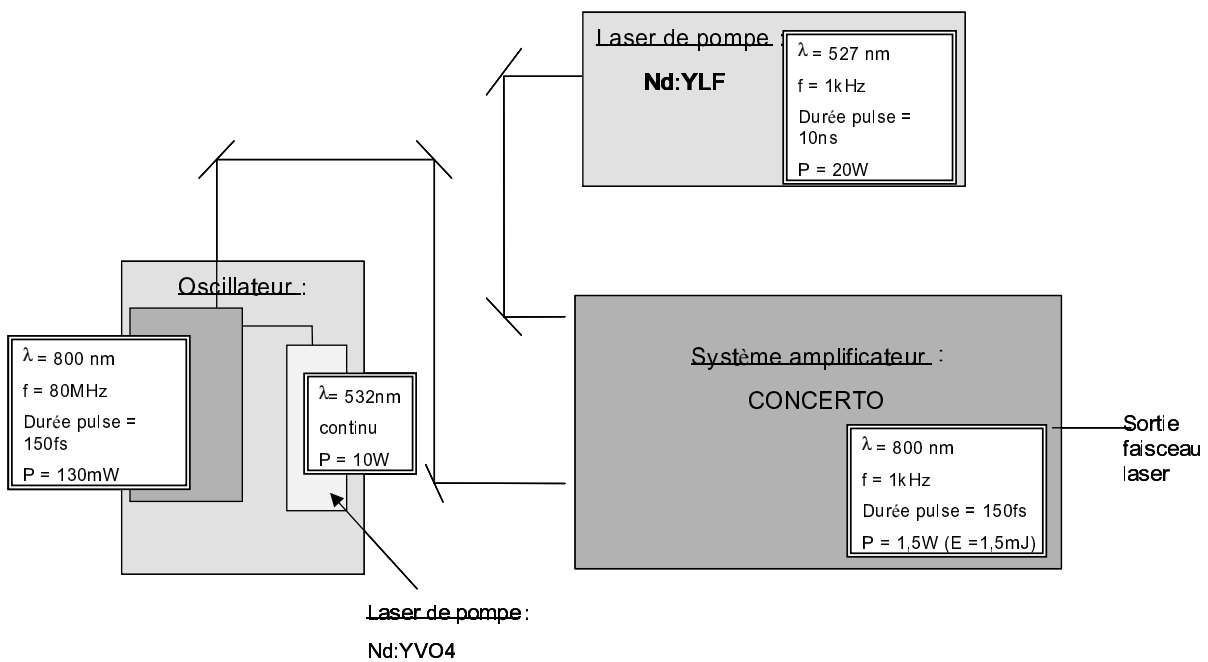 Laser de pompe :
Nd:YLF
λ = 527 nm
f = 1kHz
Durée pulse =
10ns
P = 20W
Oscillateur :
λ = 800 nm
f = 80MHz
Durée pulse =
150fs
P = 130mW
λ= 532nm
continu
P = 10W
Système amplificateur :
CONCERTO
λ = 800 nm
f = 1kHz
Durée pulse = 150fs
P = 1,5W (E =1,5mJ)
Sortie
faisceau
laser
Laser de pompe :
Nd:YVO4